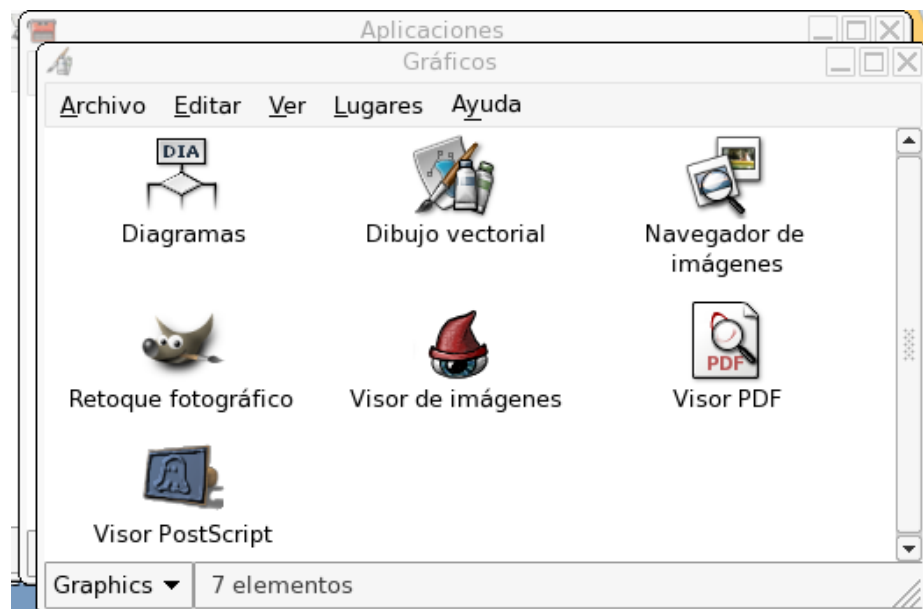 Aplicaciones
Gráficos
Archivo Editar Ver Lugares Ayuda
DIA
Diagramas
Dibujo vectorial
Navegador de
imágenes
Retoque fotográfico
Visor de imágenes
PDF
Visor PDF
Visor PostScript
Graphics 7 elementos